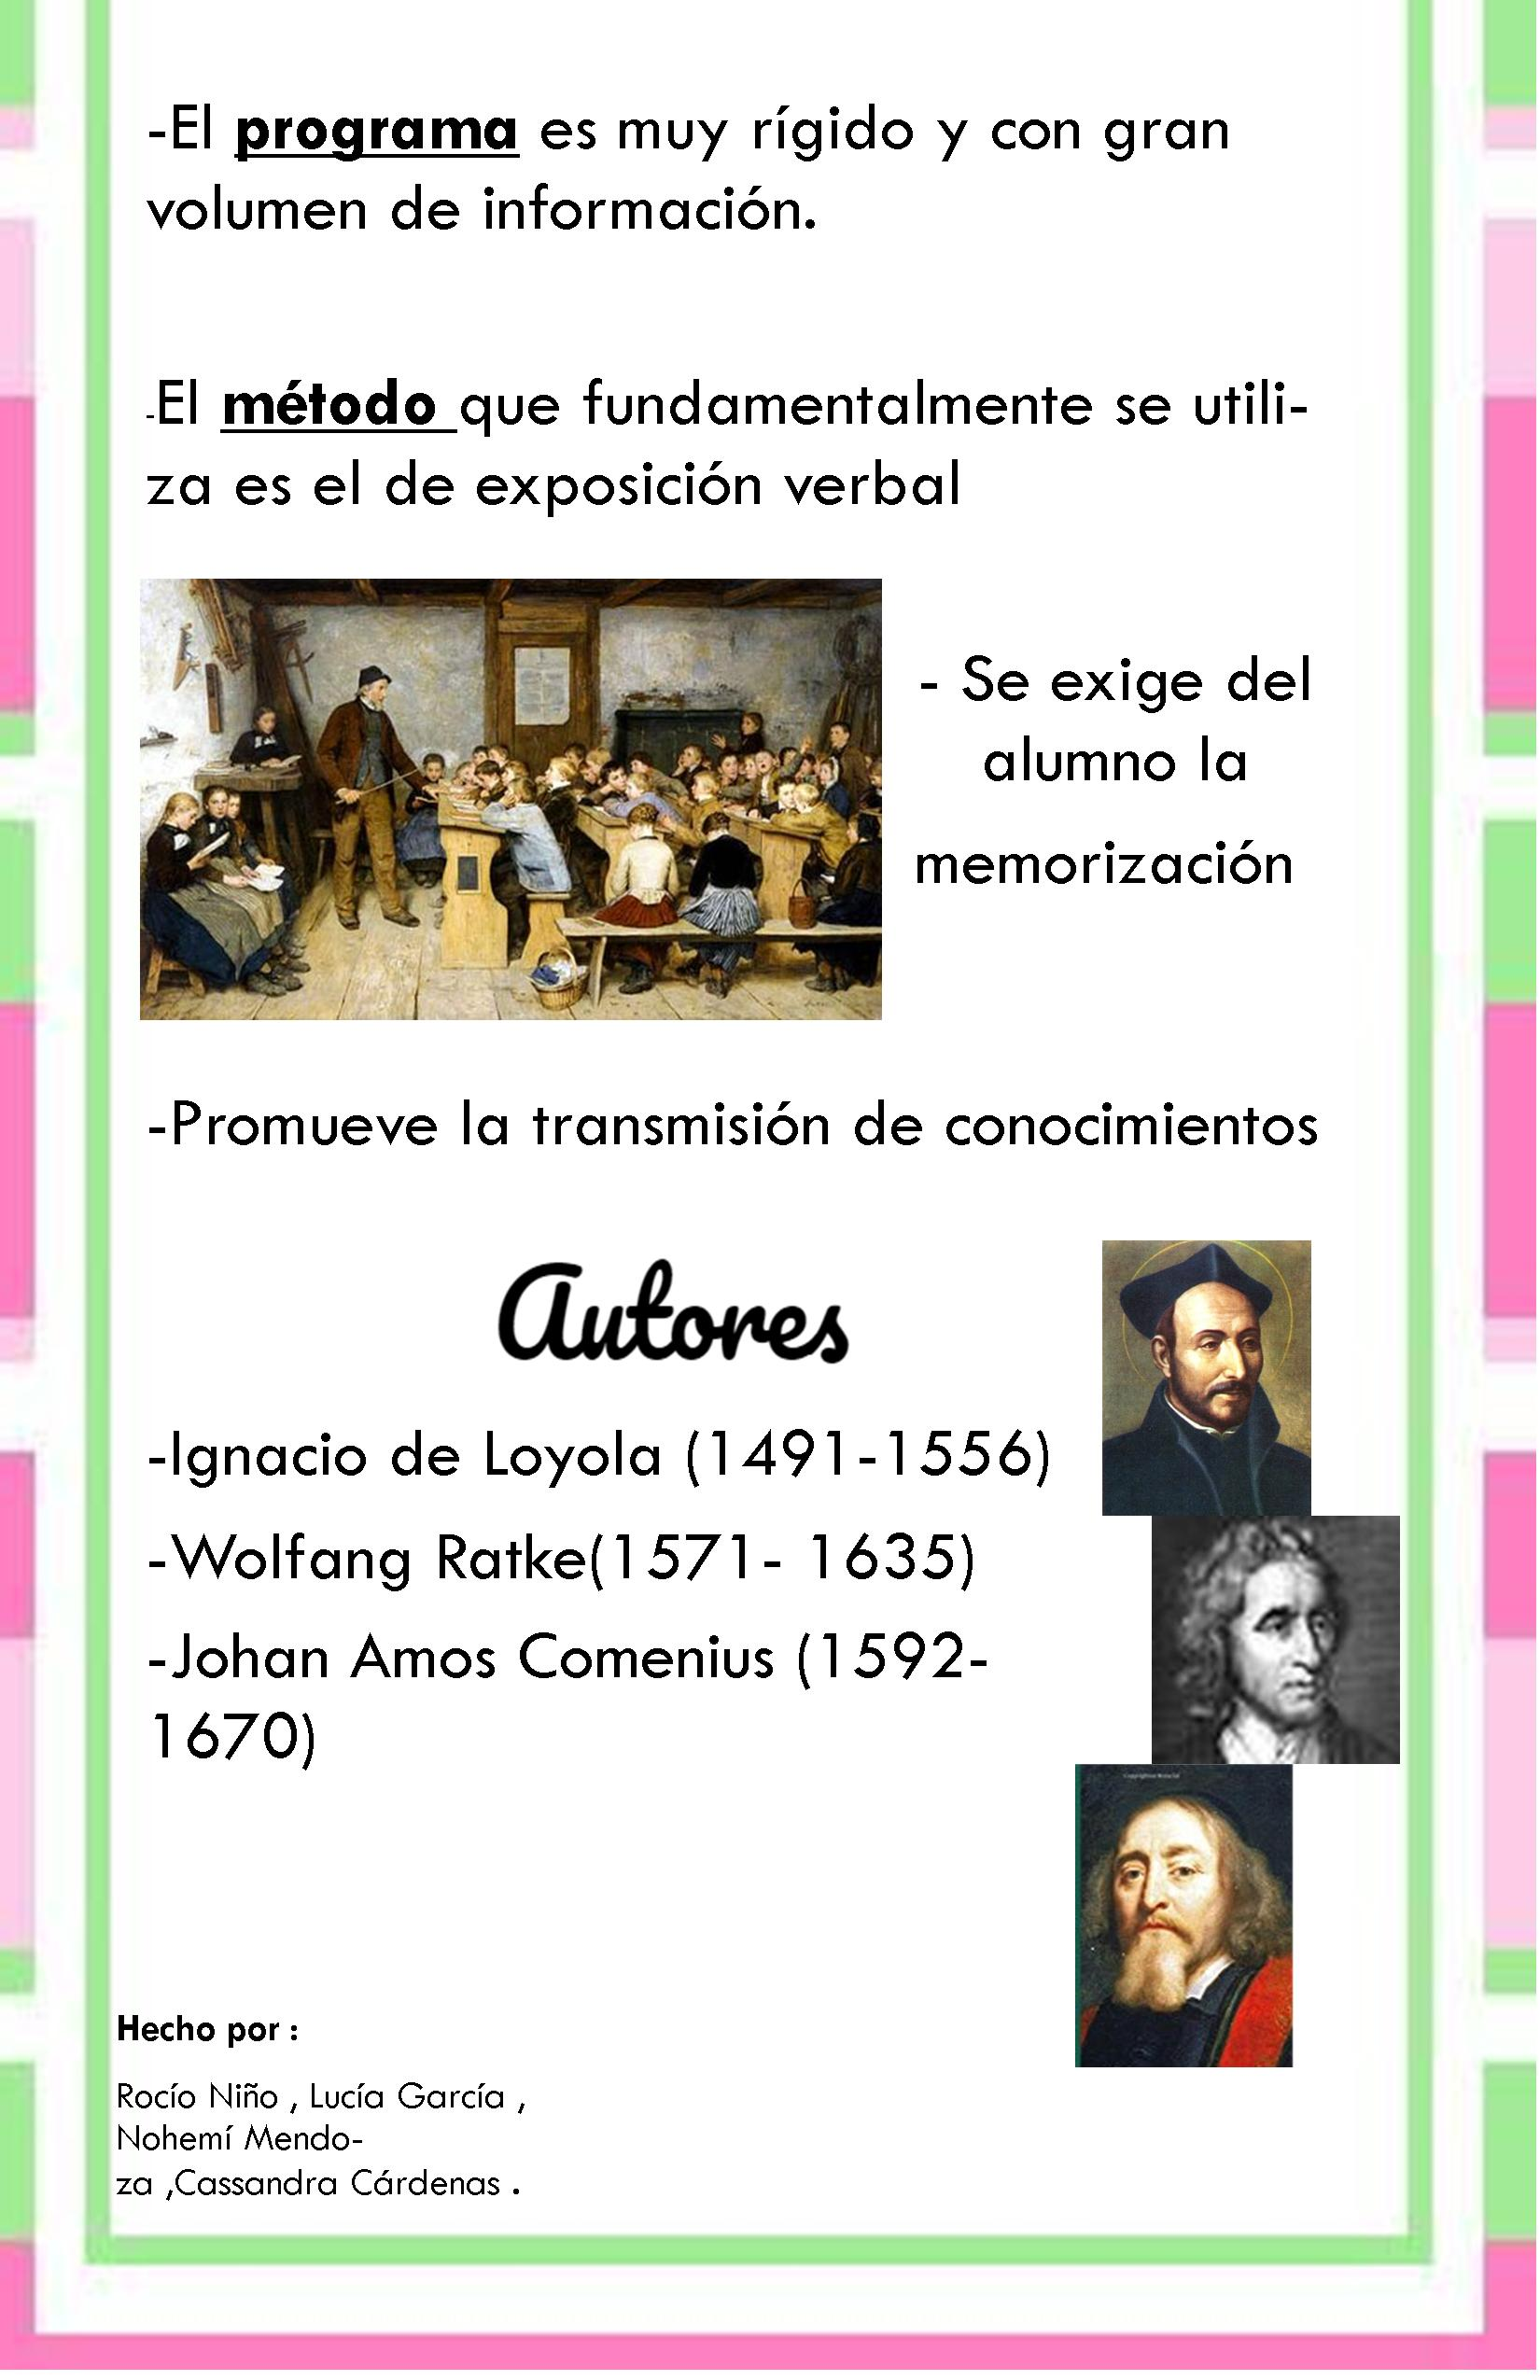 -El programa es muy rígido y con gran
volumen de información.
-El método que fundamentalmente se utili-
za es el de exposición verbal
- Se exige del
alumno la
memorización
-Promueve la transmisión de conocimientos
Autores
-Ignacio de Loyola (1491-1556)
-Wolfang Ratke(1571- 1635)
-Johan Amos Comenius (1592-
1670)
Hecho por :
Rocío Niño , Lucía García ,
Nohemí Mendo-
za ,Cassandra Cárdenas .